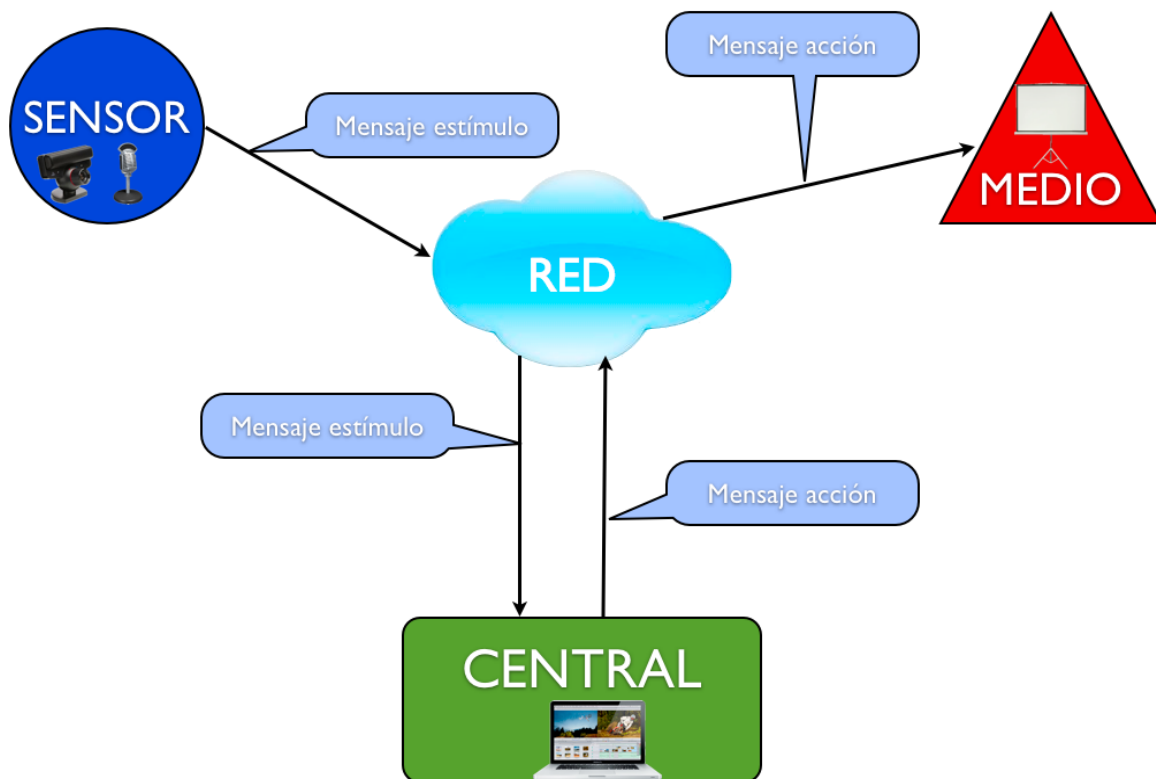 Mensaje acción
SENSOR
Mensaje estímulo
MEDIO
RED
Mensaje estímulo
Mensaje acción
CENTRAL